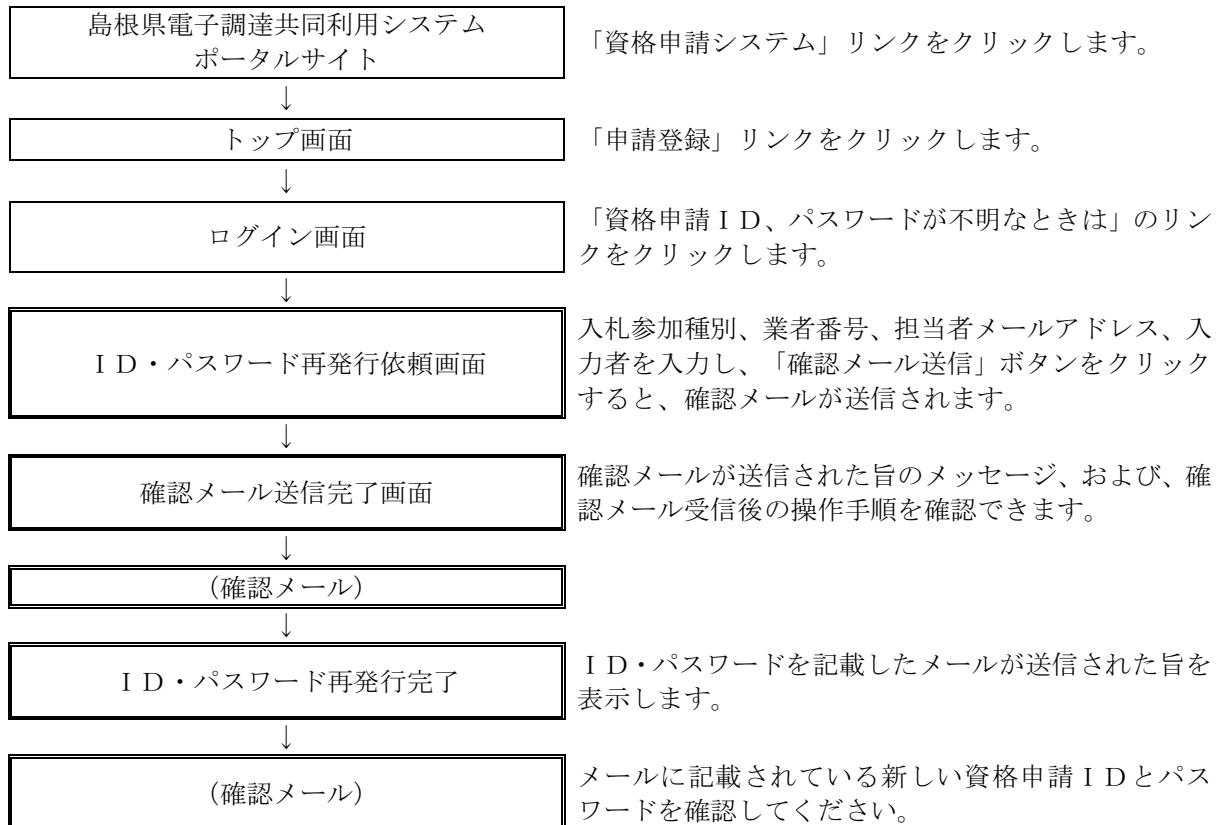 島根県電子調達共同利用システム
ポータルサイト
「資格申請システム」リンクをクリックします。
↓
トップ画面
「申請登録」リンクをクリックします。
↓
ログイン画面
「資格申請ＩＤ、パスワードが不明なときは」のリン
クをクリックします。
↓
ＩＤ・パスワード再発行依頼画面
入札参加種別、業者番号、担当者メールアドレス、入
力者を入力し、「確認メール送信」ボタンをクリック
すると、確認メールが送信されます。
↓
確認メール送信完了画面
確認メールが送信された旨のメッセージ、および、確
認メール受信後の操作手順を確認できます。
↓
（確認メール）
↓
ＩＤ・パスワード再発行完了
ＩＤ・パスワードを記載したメールが送信された旨を
表示します。
↓
（確認メール）
メールに記載されている新しい資格申請ＩＤとパス
ワードを確認してください。